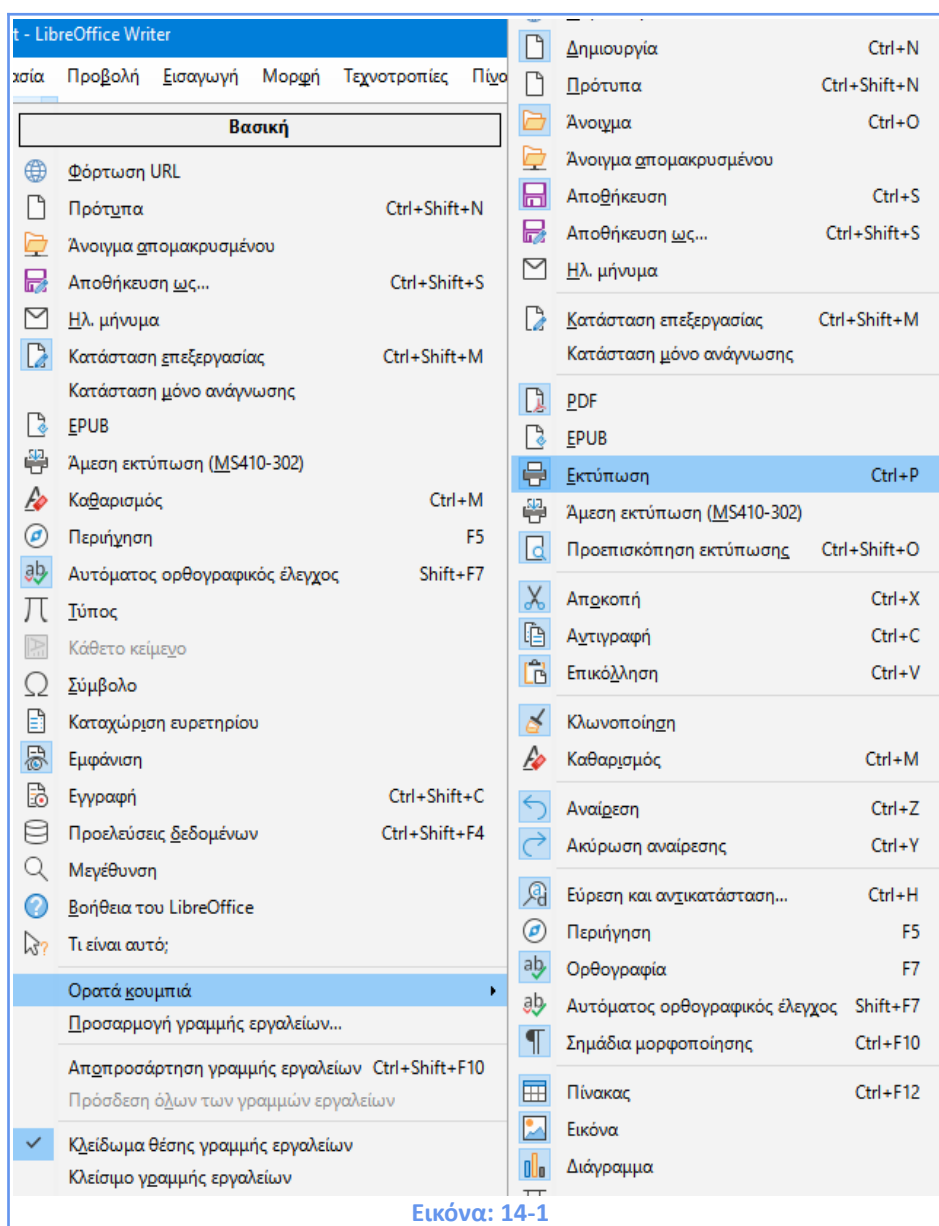 t - LibreOffice Writer
ασία Προβολή Εισαγωγή Μορφή Τεχνοτροπίες Πίνο
Βασική
Φόρτωση URL
Πρότυπα Ctrl+Shift+N
Άνοιγμα απομακρυσμένου
Αποθήκευση ως... Ctrl+Shift+S
Ηλ. μήνυμα
Κατάσταση επεξεργασίας Ctrl+Shift+M
Κατάσταση μόνο ανάγνωσης
EPUB
Άμεση εκτύπωση (MS410-302)
Καθαρισμός Ctrl+M
Περιήγηση F5
Αυτόματος ορθογραφικός έλεγχος Shift+F7
Τύπος
Κάθετο κείμενο
Σύμβολο
Καταχώριση ευρετηρίου
Εμφάνιση
Εγγραφή Ctrl+Shift+C
Προελεύσεις δεδομένων Ctrl+Shift+F4
Μεγέθυνση
Βοήθεια του LibreOffice
Τι είναι αυτό;
Ορατά κουμπιά
Προσαρμογή γραμμής εργαλείων...
Αποπροσάρτηση γραμμής εργαλείων Ctrl+Shift+F10
Πρόσδεση όλων των γραμμών εργαλείων
Κλείδωμα θέσης γραμμής εργαλείων
Κλείσιμο γραμμής εργαλείων
Δημιουργία Ctrl+N
Πρότυπα Ctrl+Shift+N
Άνοιγμα Ctrl+O
Άνοιγμα απομακρυσμένου
Αποθήκευση Ctrl+S
Αποθήκευση ως... Ctrl+Shift+S
Ηλ. μήνυμα
Κατάσταση επεξεργασίας Ctrl+Shift+M
Κατάσταση μόνο ανάγνωσης
PDF
EPUB
Εκτύπωση Ctrl+P
Άμεση εκτύπωση (MS410-302)
Προεπισκόπηση εκτύπωσης Ctrl+Shift+O
Αποκοπή Ctrl+X
Αντιγραφή Ctrl+C
Επικόλληση Ctrl+V
Κλωνοποίηση
Καθαρισμός Ctrl+M
Αναίρεση Ctrl+Z
Ακύρωση αναίρεσης Ctrl+Y
Εύρεση και αντικατάσταση... Ctrl+H
Περιήγηση F5
Ορθογραφία F7
Αυτόματος ορθογραφικός έλεγχος Shift+F7
Σημάδια μορφοποίησης Ctrl+F10
Πίνακας Ctrl+F12
Εικόνα
Διάγραμμα
Εικόνα: 14-1